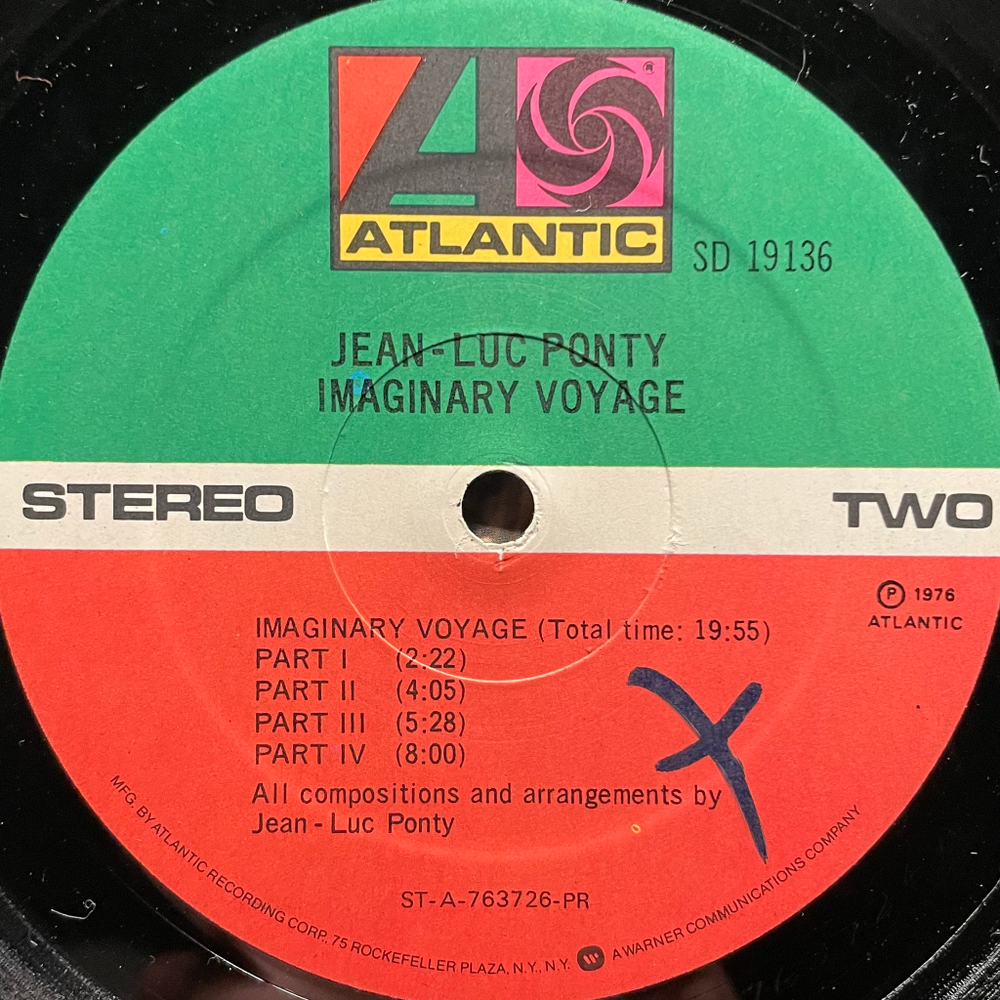 ATLANTIC
®
SD 19136
JEAN-LUC PONTY
IMAGINARY VOYAGE
STEREO
TWO
Ⓟ 1976
ATLANTIC
IMAGINARY VOYAGE (Total time: 19:55)
PART I (2:22)
PART II (4:05)
PART III (5:28)
PART IV (8:00)
All compositions and arrangements by
Jean-Luc Ponty
ST-A-763726-PR
MFG. BY ATLANTIC RECORDING CORP., 75 ROCKEFELLER PLAZA, N.Y., N.Y. W A WARNER COMMUNICATIONS COMPANY